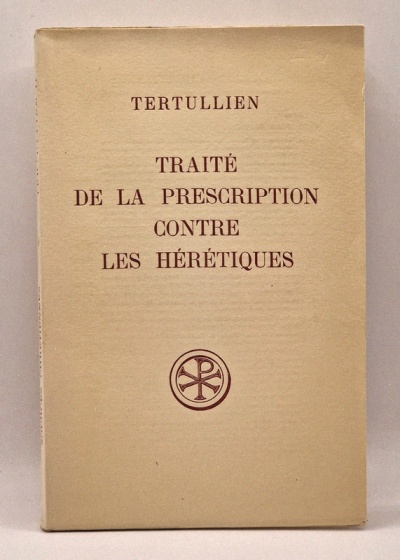 TERTULLIEN
TRAITÉ
DE LA PRESCRIPTION
CONTRE
LES HÉRÉTIQUES